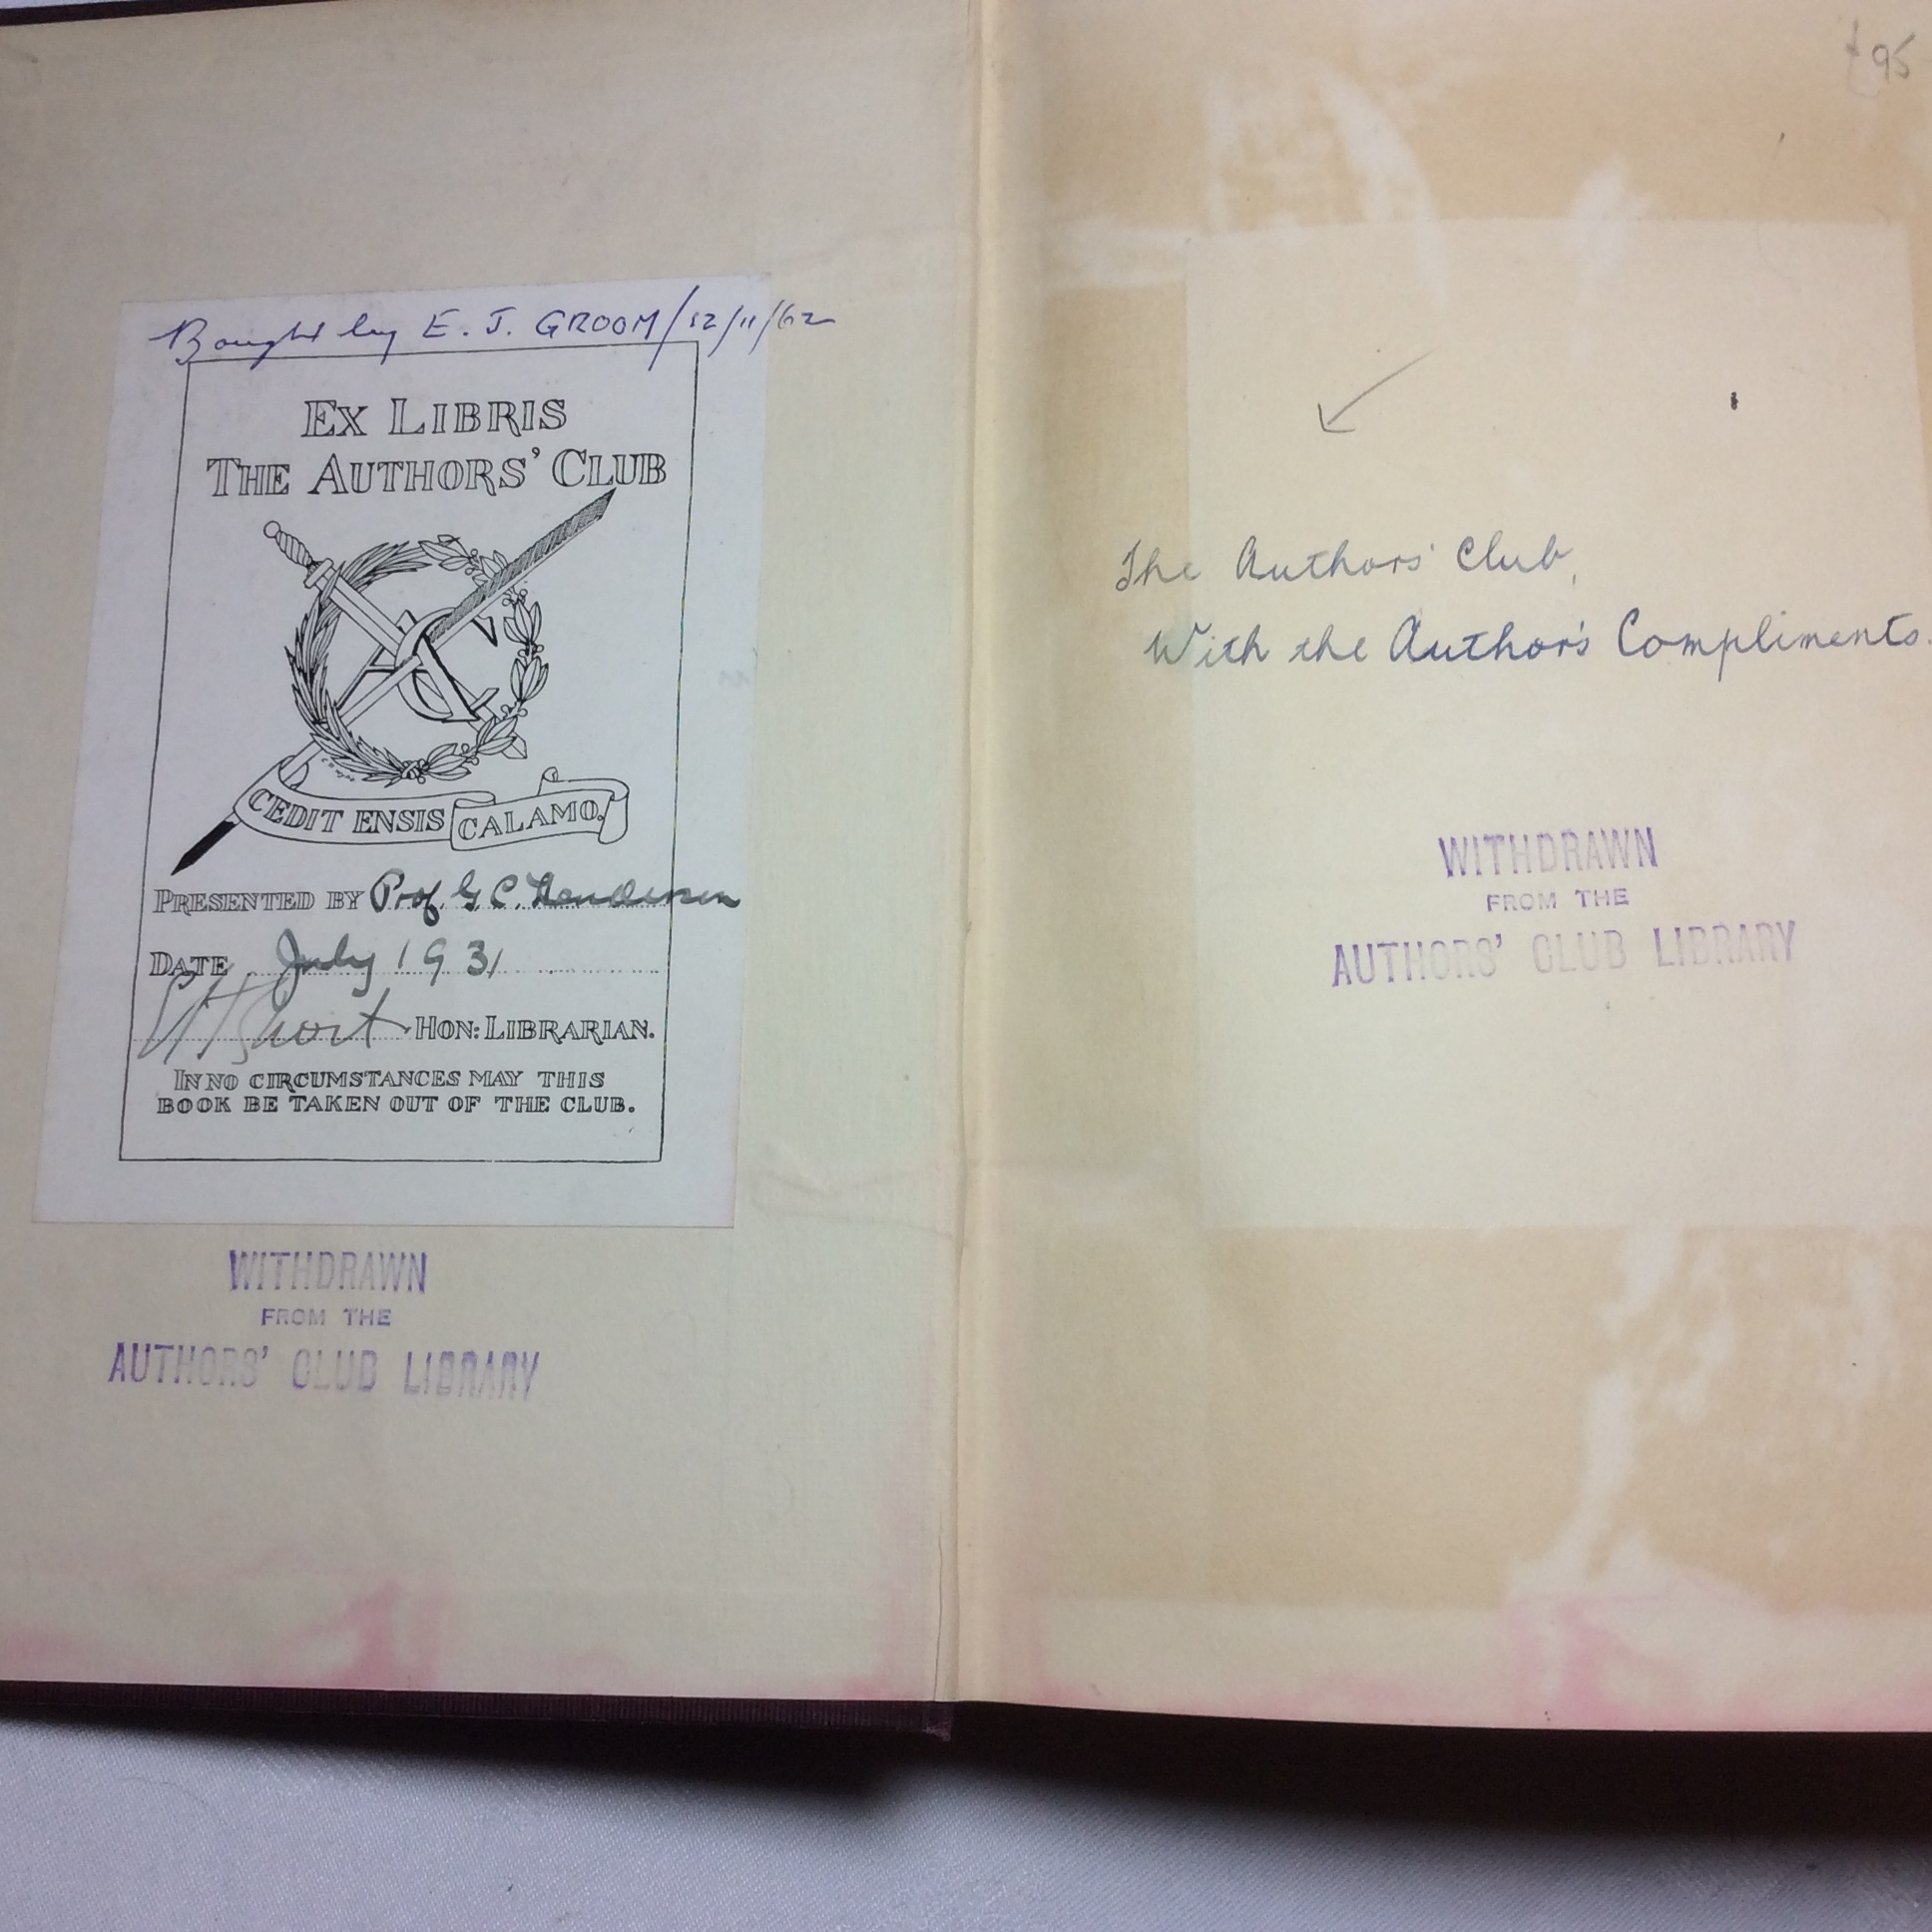 Bought by E. J. GROOM/12/11/62
EX LIBRIS
THE AUTHORS' CLUB
CEDIT ENSIS CALAMO.
PRESENTED BY Prof. G. C. Henderson
DATE July 1931
Short HON: LIBRARIAN.
IN NO CIRCUMSTANCES MAY THIS
BOOK BE TAKEN OUT OF THE CLUB.
WITHDRAWN
FROM THE
AUTHORS' CLUB LIBRARY
£95
The Authors' Club,
With the Author's Compliments.
WITHDRAWN
FROM THE
AUTHORS' CLUB LIBRARY